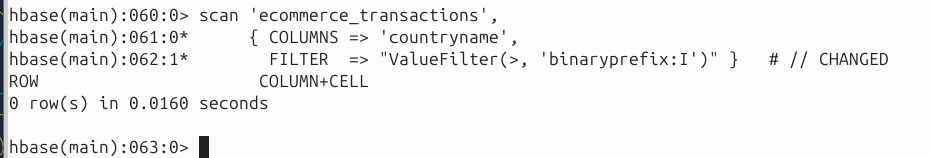 hbase(main):060:0> scan 'ecommerce_transactions',
hbase(main):061:0*      { COLUMNS => 'countryname',
hbase(main):062:1*        FILTER  => "ValueFilter(>, 'binaryprefix:I')" }   # // CHANGED
ROW                     COLUMN+CELL
0 row(s) in 0.0160 seconds
hbase(main):063:0>